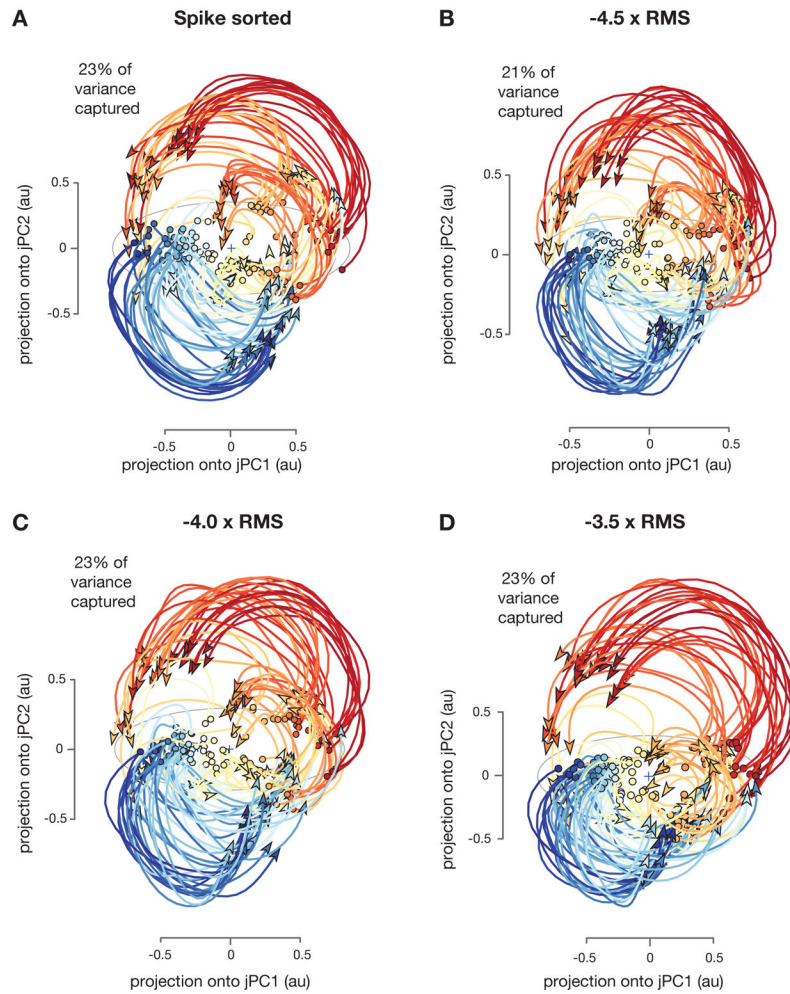 A
Spike sorted
23% of
variance
captured
0.5
0
-0.5
projection onto jPC2 (au)
-0.5
0
0.5
projection onto jPC1 (au)
B
-4.5 x RMS
21% of
variance
captured
0.5
0
-0.5
projection onto jPC2 (au)
-0.5
0
0.5
projection onto jPC1 (au)
C
-4.0 x RMS
23% of
variance
captured
0.5
0
-0.5
projection onto jPC2 (au)
-0.5
0
0.5
projection onto jPC1 (au)
D
-3.5 x RMS
23% of
variance
captured
0.5
0
-0.5
projection onto jPC2 (au)
-0.5
0
0.5
projection onto jPC1 (au)